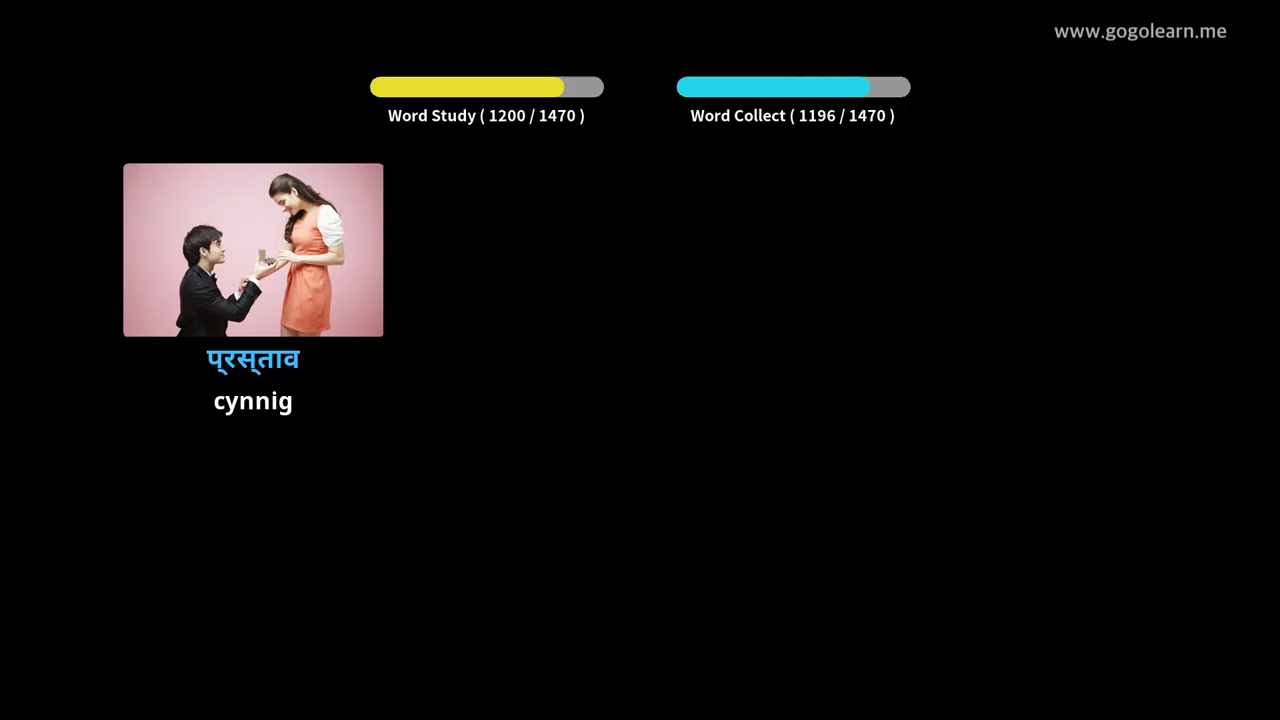 www.gogolearn.me
Word Study ( 1200 / 1470 )
Word Collect ( 1196 / 1470 )
प्रस्ताव
cynnig